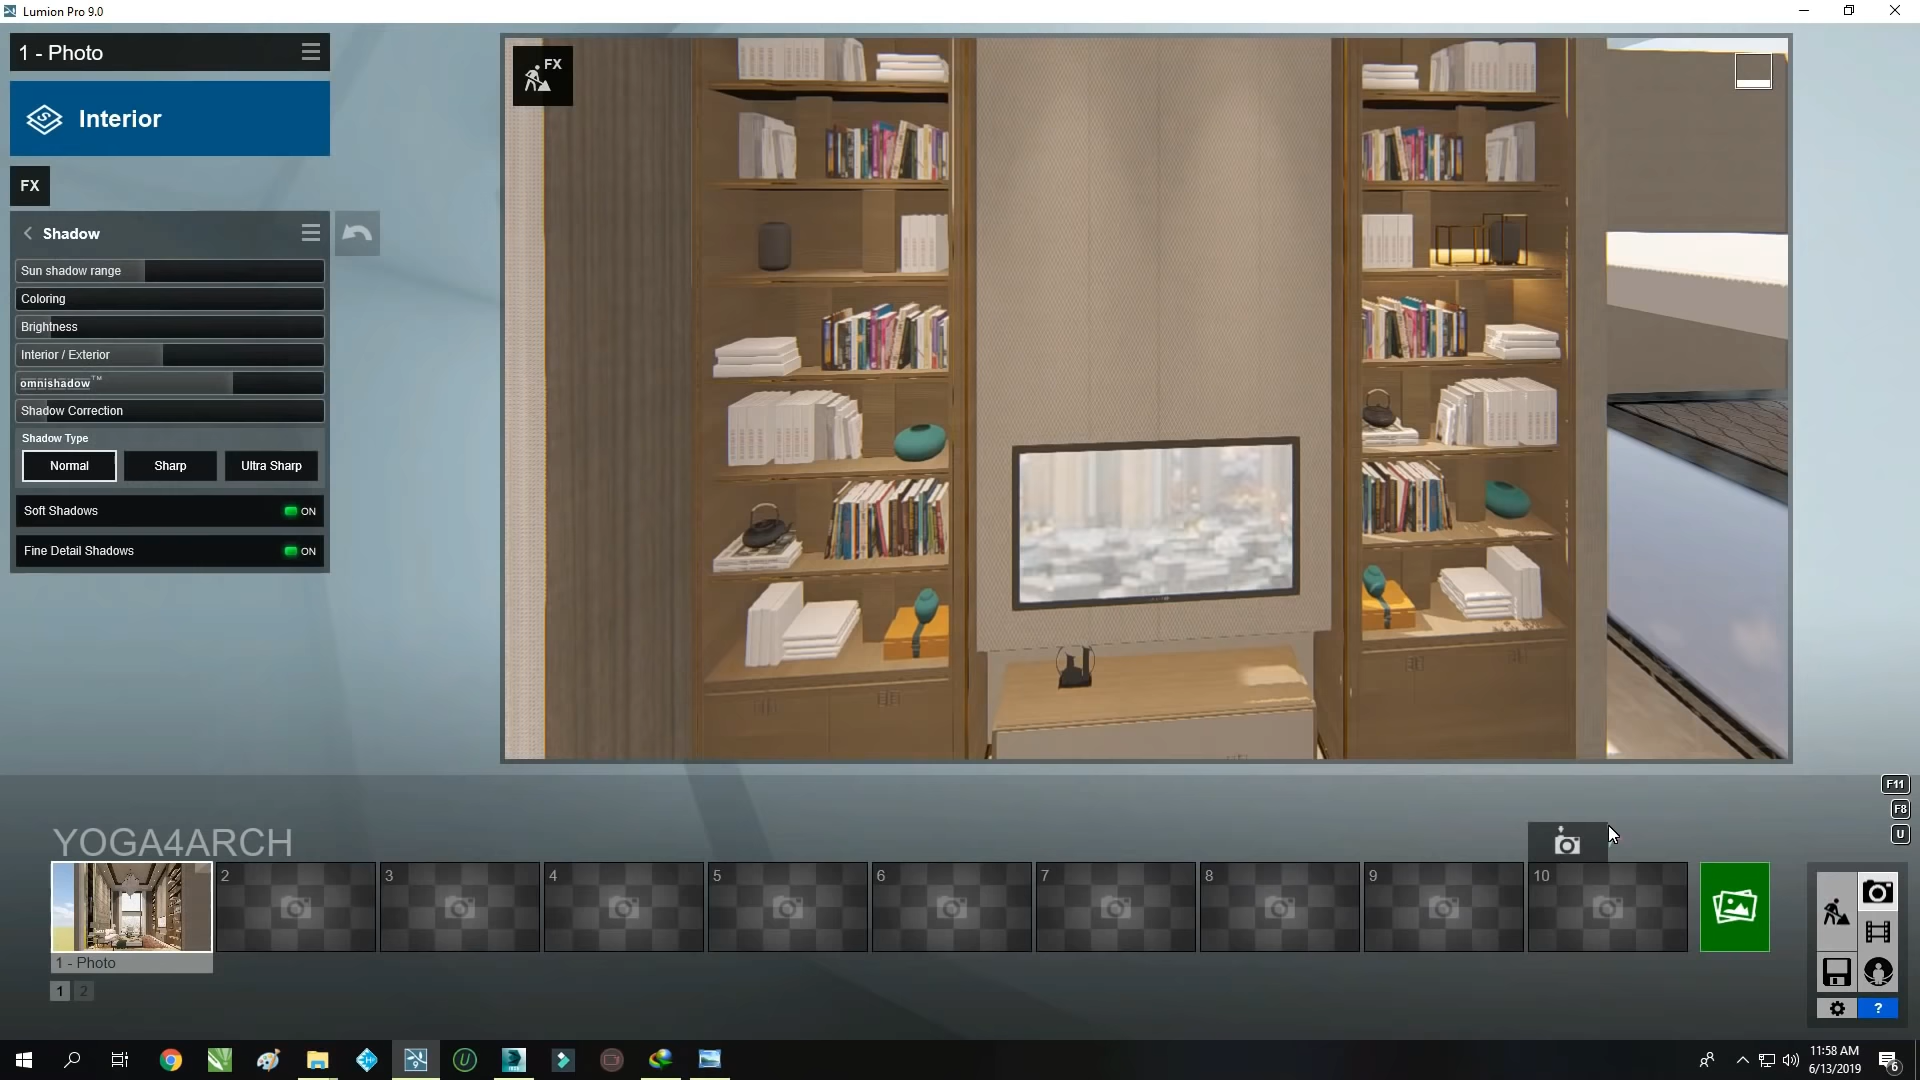 Lumion Pro 9.0
1 - Photo
Interior
FX
FX
Shadow
Sun shadow range
Coloring
Brightness
Interior / Exterior
omnishadow™
Shadow Correction
Shadow Type
Normal Sharp Ultra Sharp
Soft Shadows ON
Fine Detail Shadows ON
F11
F8
U
YOGA4ARCH
2 3 4 5 6 7 8 9 10
1 - Photo
1 2
?
9
U
11:58 AM
6/13/2019
6